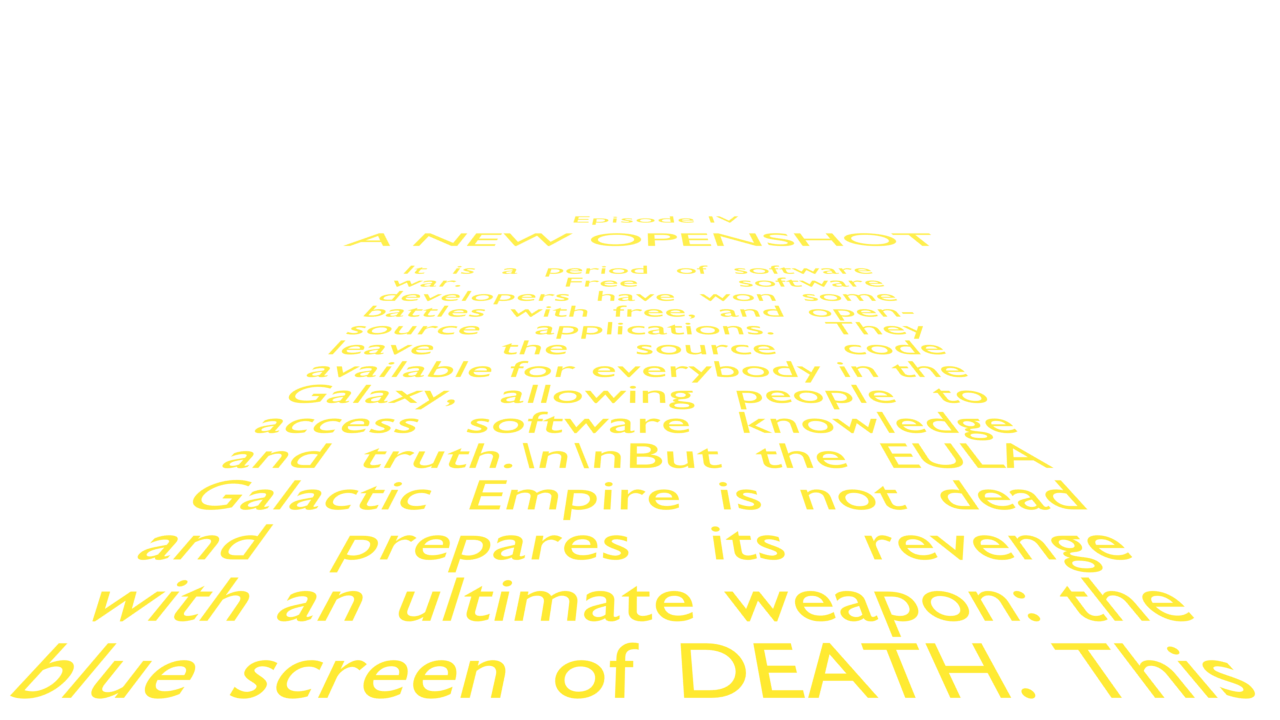 Episode IV
A NEW OPENSHOT
It is a period of software
war. Free software
developers have won some
battles with free, and open-
source applications. They
leave the source code
available for everybody in the
Galaxy, allowing people to
access software knowledge
and truth.\n\nBut the EULA
Galactic Empire is not dead
and prepares its revenge
with an ultimate weapon: the
blue screen of DEATH. This